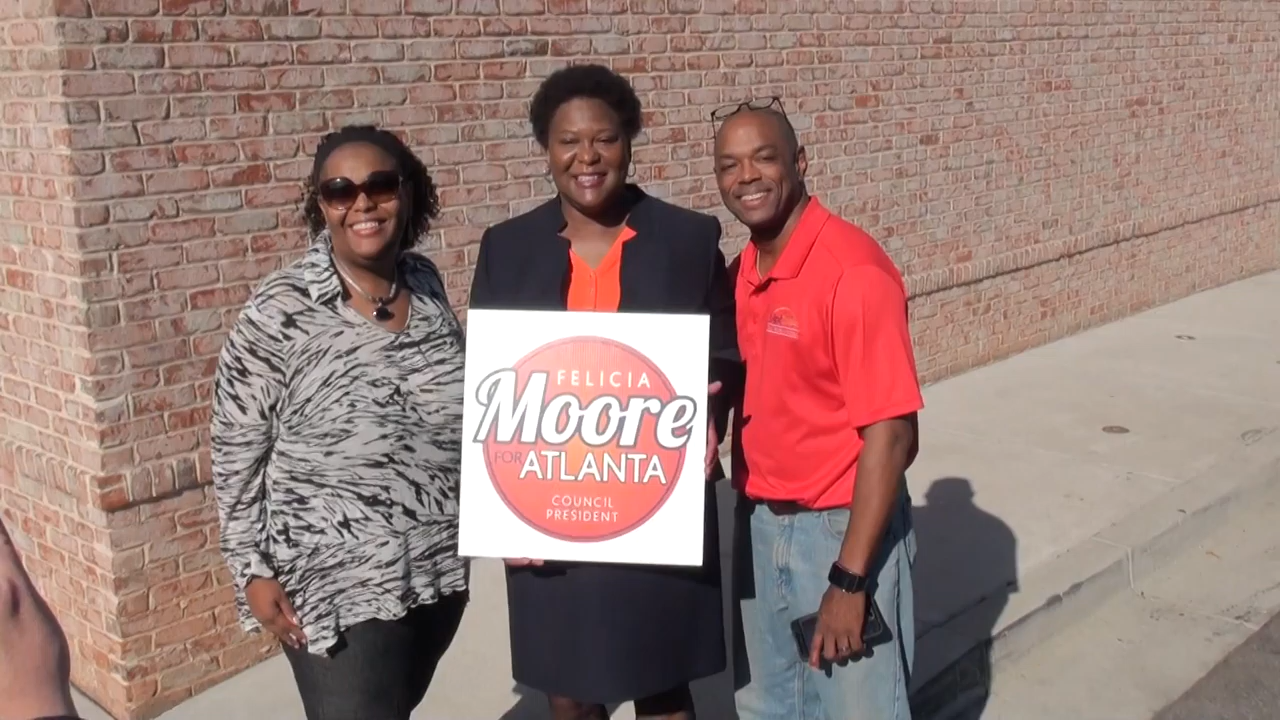 FELICIA
Moore
FOR ATLANTA
COUNCIL
PRESIDENT